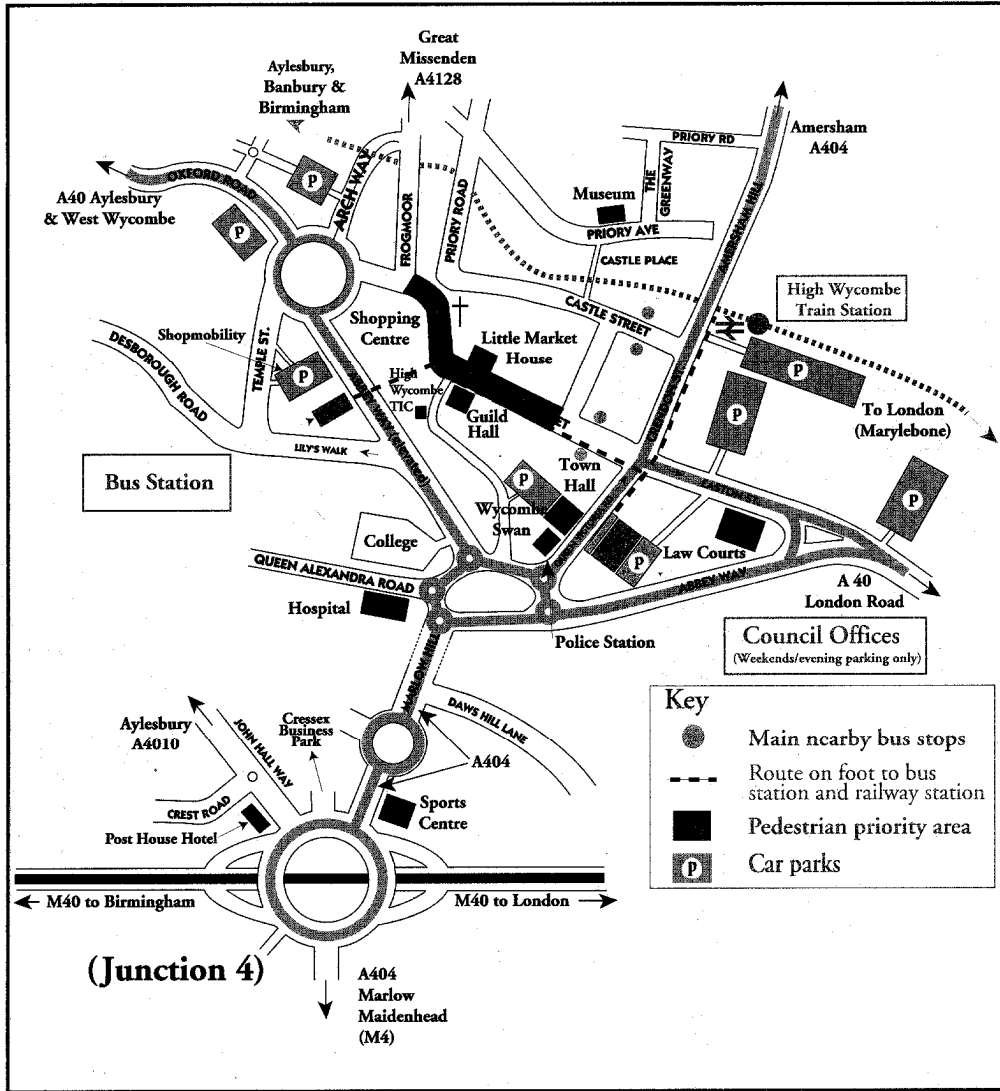 Great
Missenden
A4128
Aylesbury,
Banbury &
Birmingham
Amersham
A404
PRIORY RD
THE
GREENWAY
Museum
PRIORY AVE
CASTLE PLACE
AMERSHAM HILL
OXFORD ROAD
A40 Aylesbury
& West Wycombe
P
P
ARCH WAY
FROGMOOR
PRIORY ROAD
CASTLE STREET
High Wycombe
Train Station
Shopping
Centre
Little Market
House
Shopmobility
DESBOROUGH ROAD
TEMPLE ST.
P
High
Wycombe
TIC
Guild
Hall
ABBEY WAY (elevated)
P
P
To London
(Marylebone)
LILY'S WALK
Bus Station
Town
Hall
P
EASTON ST.
P
Wycombe
Swan
College
P
Law Courts
QUEEN ALEXANDRA ROAD
Hospital
ABBEY WAY
A 40
London Road
Police Station
Council Offices
(Weekends/evening parking only)
MARLOW HILL
DAWS HILL LANE
Aylesbury
A4010
JOHN HALL WAY
Cressex
Business
Park
A404
CREST ROAD
Post House Hotel
Sports
Centre
Key
Main nearby bus stops
Route on foot to bus
station and railway station
Pedestrian priority area
P
Car parks
M40 to Birmingham
M40 to London
(Junction 4)
A404
Marlow
Maidenhead
(M4)